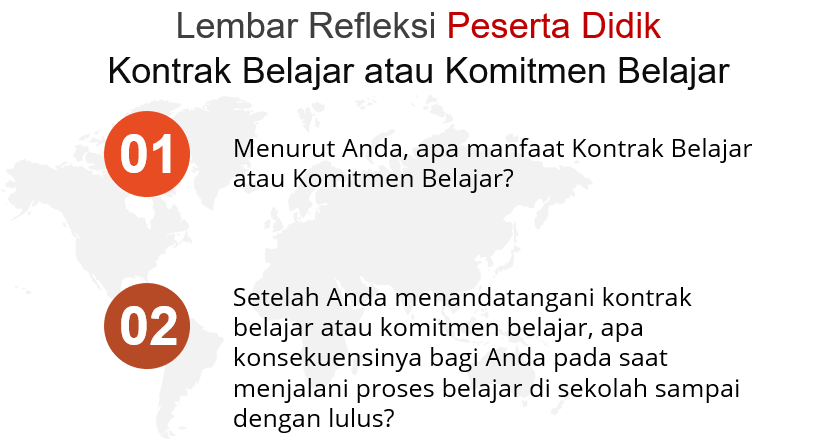 Lembar Refleksi Peserta Didik
Kontrak Belajar atau Komitmen Belajar
01
Menurut Anda, apa manfaat Kontrak Belajar
atau Komitmen Belajar?
02
Setelah Anda menandatangani kontrak
belajar atau komitmen belajar, apa
konsekuensinya bagi Anda pada saat
menjalani proses belajar di sekolah sampai
dengan lulus?